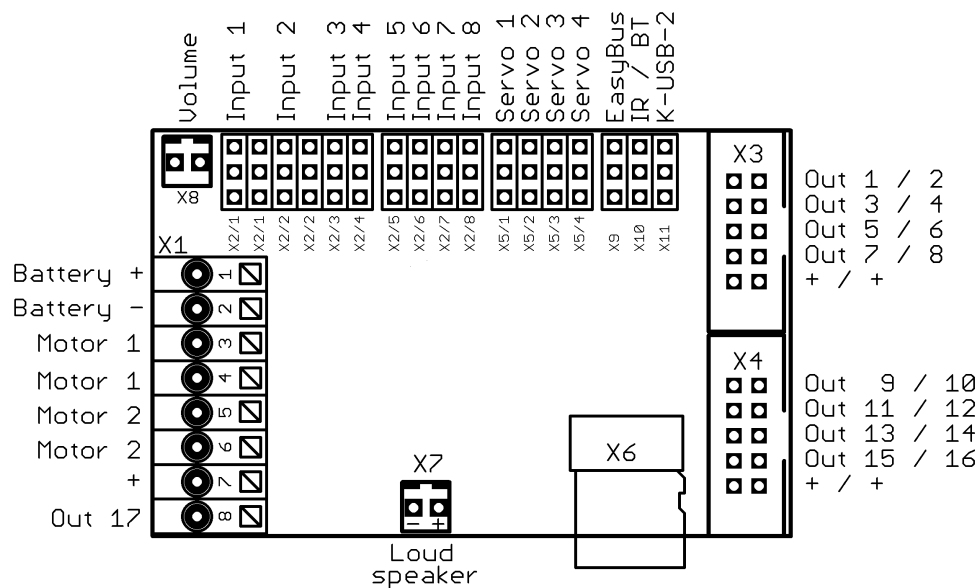 Volume
Input 1
Input 2
Input 3
Input 4
Input 5
Input 6
Input 7
Input 8
Servo 1
Servo 2
Servo 3
Servo 4
EasyBus
IR / BT
K-USB-2
X8
X2/1
X2/1
X2/2
X2/2
X2/3
X2/4
X2/5
X2/6
X2/7
X2/8
X5/1
X5/2
X5/3
X5/4
X9
X10
X11
X3
Out 1 / 2
Out 3 / 4
Out 5 / 6
Out 7 / 8
+ / +
X1
Battery + 1
Battery - 2
Motor 1 3
Motor 1 4
Motor 2 5
Motor 2 6
+ 7
Out 17 8
X4
Out 9 / 10
Out 11 / 12
Out 13 / 14
Out 15 / 16
+ / +
X6
X7
- +
Loud
speaker